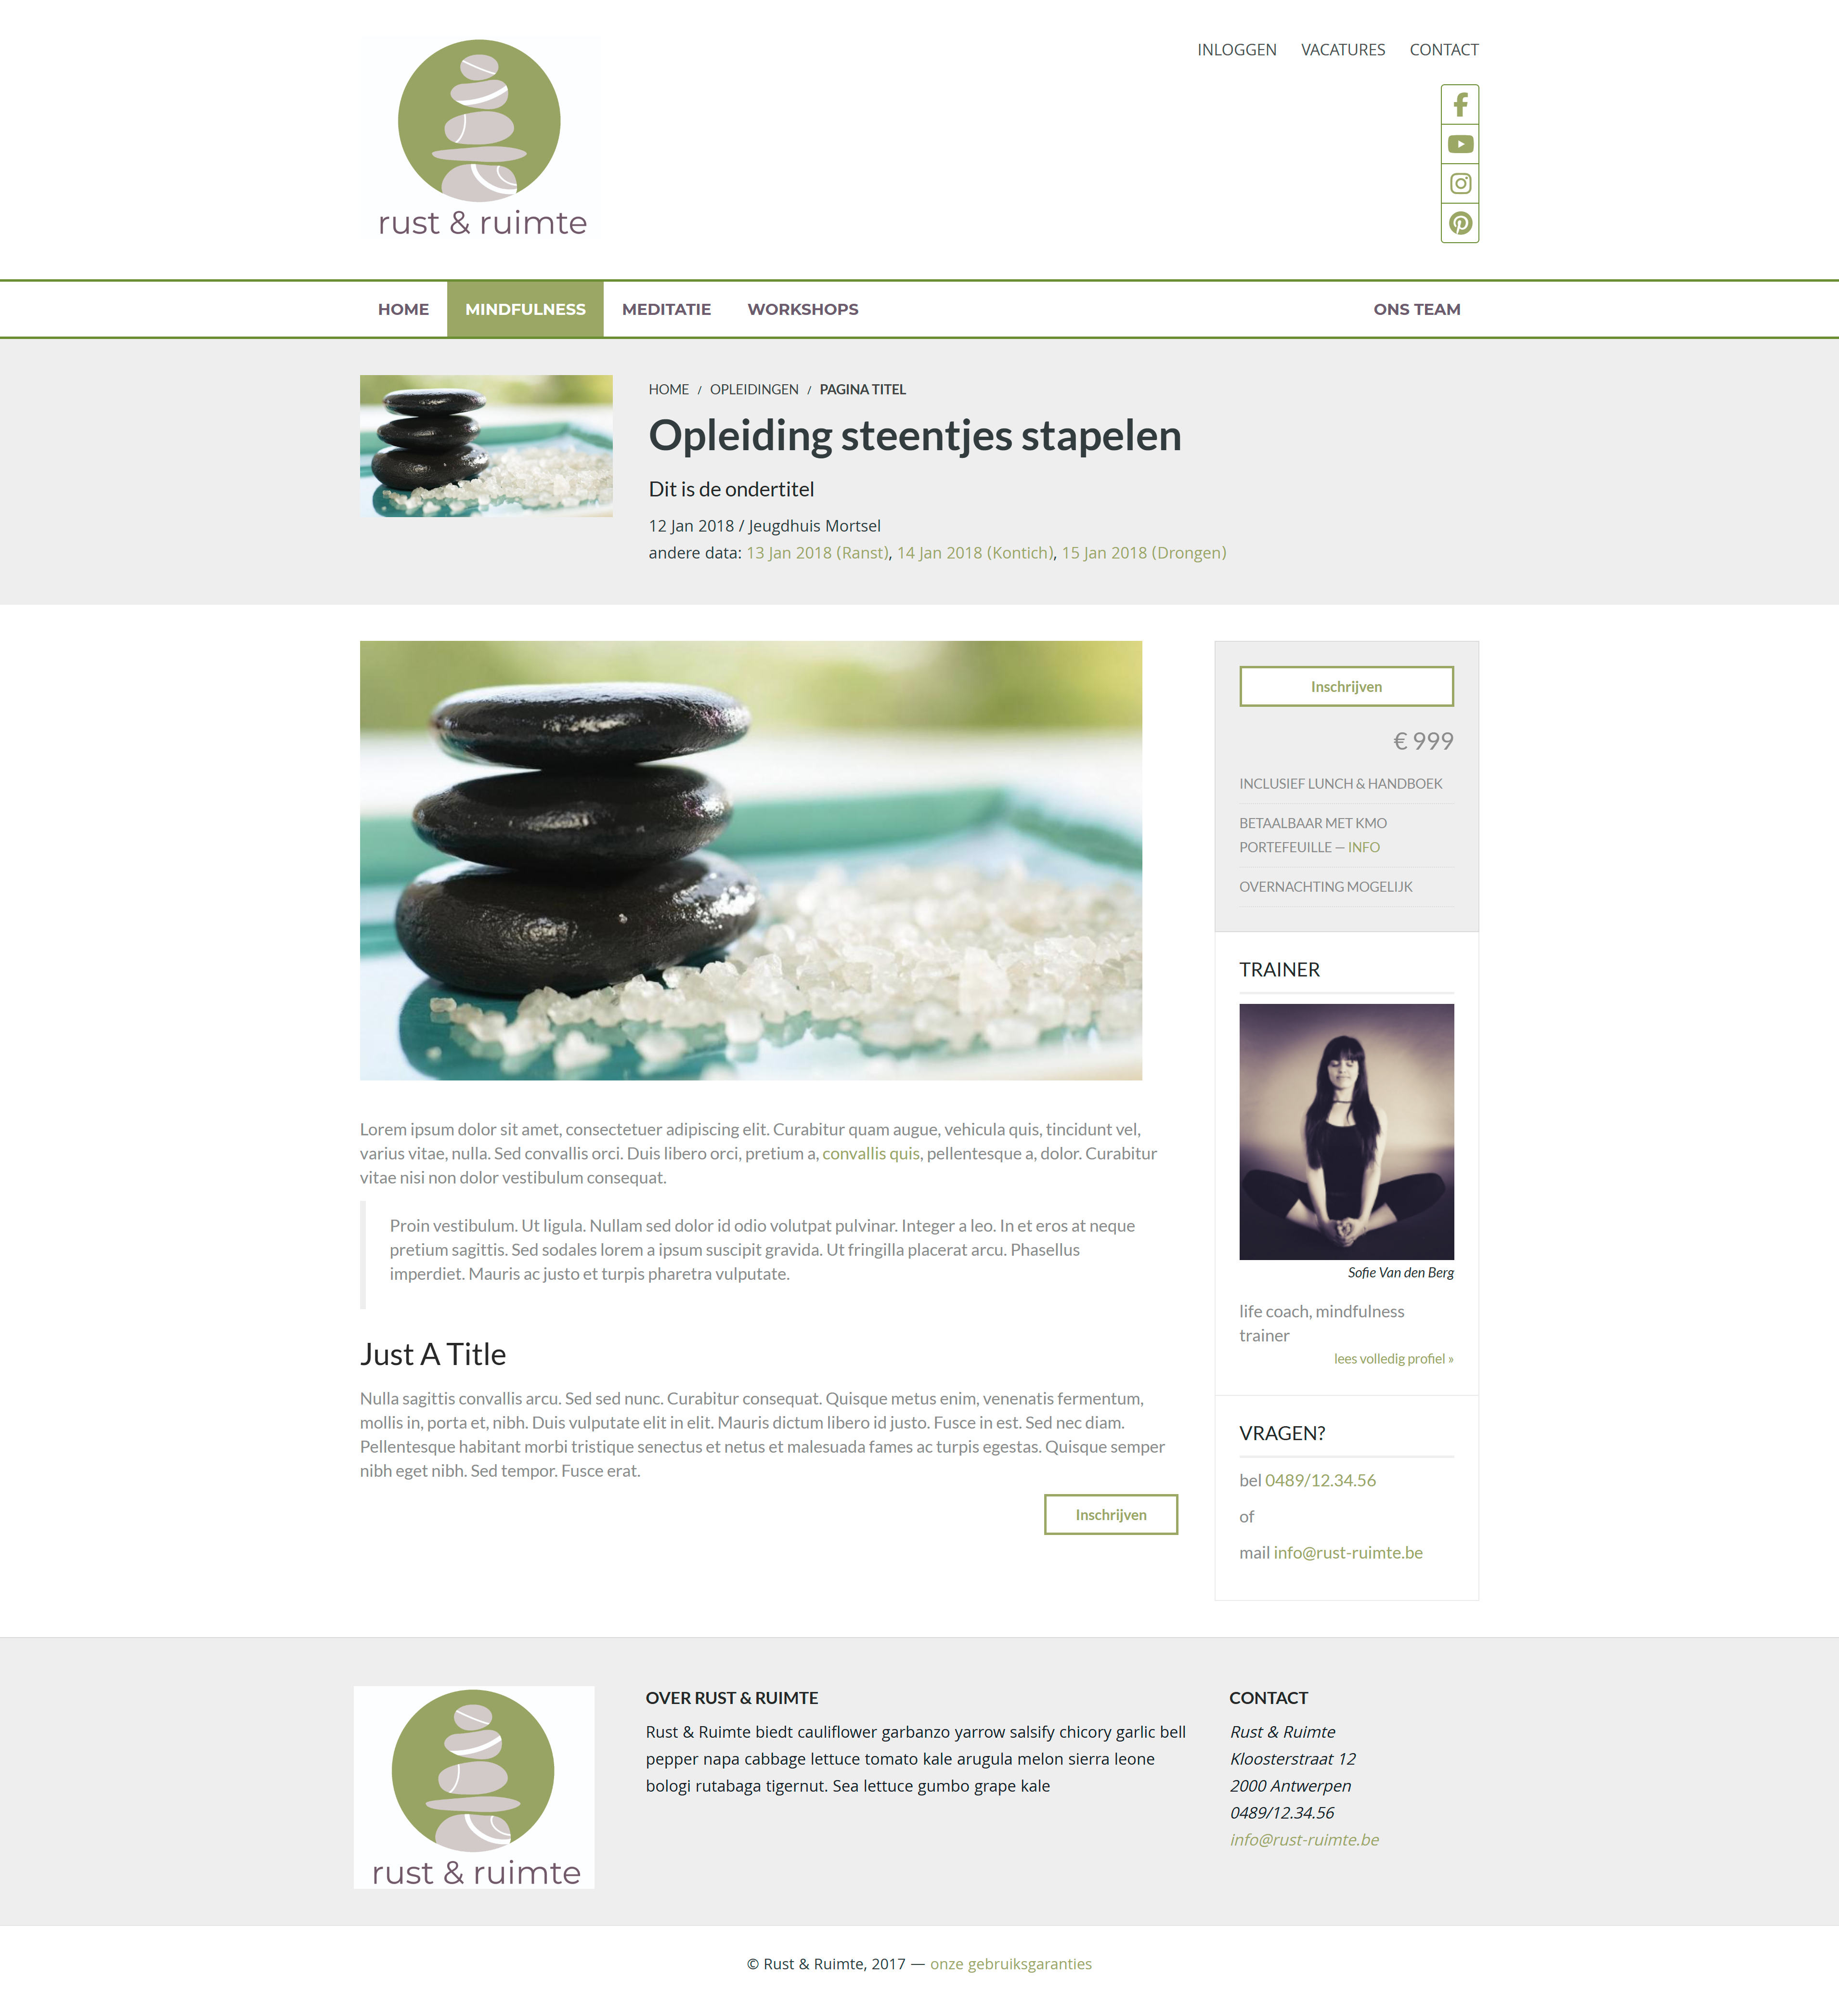 rust & ruimte
INLOGGEN VACATURES CONTACT
HOME MINDFULNESS MEDITATIE WORKSHOPS ONS TEAM
HOME / OPLEIDINGEN / PAGINA TITEL
Opleiding steentjes stapelen
Dit is de ondertitel
12 Jan 2018 / Jeugdhuis Mortsel
andere data: 13 Jan 2018 (Ranst), 14 Jan 2018 (Kontich), 15 Jan 2018 (Drongen)
Lorem ipsum dolor sit amet, consectetuer adipiscing elit. Curabitur quam augue, vehicula quis, tincidunt vel,
varius vitae, nulla. Sed convallis orci. Duis libero orci, pretium a, convallis quis, pellentesque a, dolor. Curabitur
vitae nisi non dolor vestibulum consequat.
Proin vestibulum. Ut ligula. Nullam sed dolor id odio volutpat pulvinar. Integer a leo. In et eros at neque
pretium sagittis. Sed sodales lorem a ipsum suscipit gravida. Ut fringilla placerat arcu. Phasellus
imperdiet. Mauris ac justo et turpis pharetra vulputate.
Just A Title
Nulla sagittis convallis arcu. Sed sed nunc. Curabitur consequat. Quisque metus enim, venenatis fermentum,
mollis in, porta et, nibh. Duis vulputate elit in elit. Mauris dictum libero id justo. Fusce in est. Sed nec diam.
Pellentesque habitant morbi tristique senectus et netus et malesuada fames ac turpis egestas. Quisque semper
nibh eget nibh. Sed tempor. Fusce erat.
Inschrijven
Inschrijven
€ 999
INCLUSIEF LUNCH & HANDBOEK
BETAALBAAR MET KMO
PORTEFEUILLE — INFO
OVERNACHTING MOGELIJK
TRAINER
Sofie Van den Berg
life coach, mindfulness
trainer
lees volledig profiel »
VRAGEN?
bel 0489/12.34.56
of
mail info@rust-ruimte.be
rust & ruimte
OVER RUST & RUIMTE
Rust & Ruimte biedt cauliflower garbanzo yarrow salsify chicory garlic bell
pepper napa cabbage lettuce tomato kale arugula melon sierra leone
bologi rutabaga tigernut. Sea lettuce gumbo grape kale
CONTACT
Rust & Ruimte
Kloosterstraat 12
2000 Antwerpen
0489/12.34.56
info@rust-ruimte.be
© Rust & Ruimte, 2017 — onze gebruiksgaranties